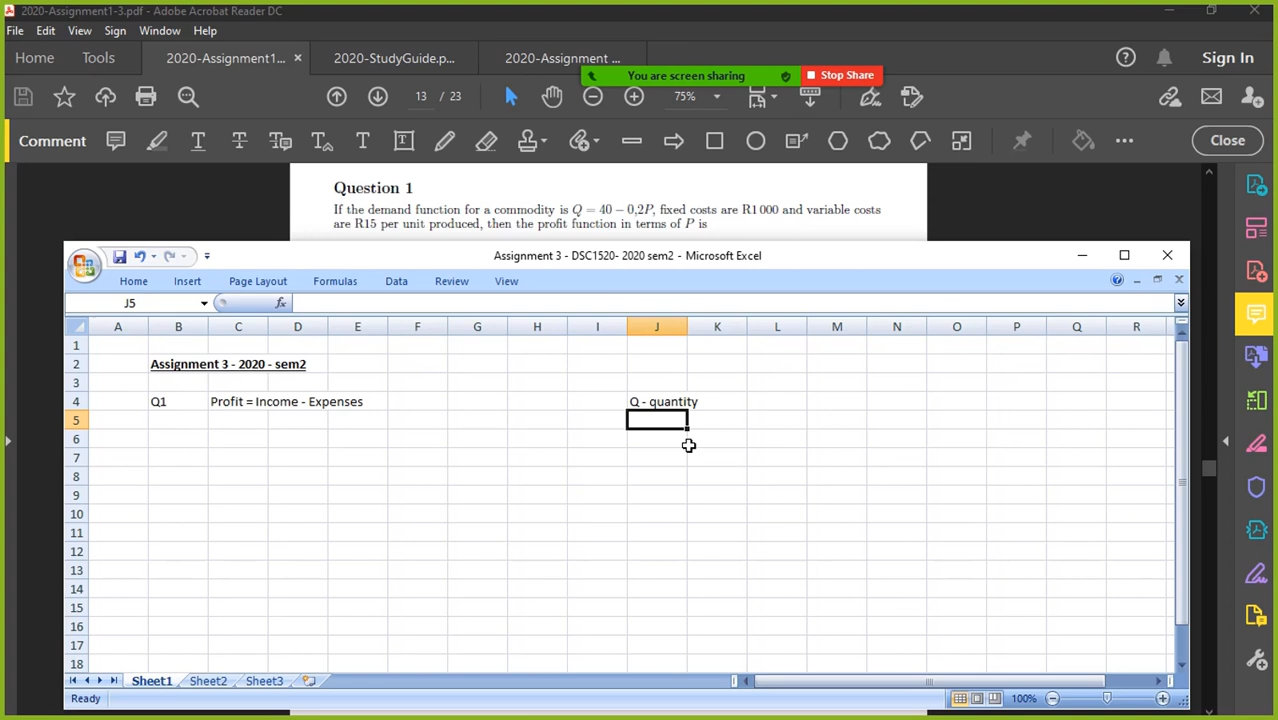 2020-Assignment1-3.pdf - Adobe Acrobat Reader DC
File Edit View Sign Window Help
Home Tools 2020-Assignment1... × 2020-StudyGuide.p... 2020-Assignment ... Sign In
You are screen sharing Stop Share
13 / 23 75%
Comment Close
Question 1
If the demand function for a commodity is Q = 40 − 0,2P, fixed costs are R1 000 and variable costs
are R15 per unit produced, then the profit function in terms of P is
Assignment 3 - DSC1520- 2020 sem2 - Microsoft Excel
Home Insert Page Layout Formulas Data Review View
J5 fx
A B C D E F G H I J K L M N O P Q R
1
2 Assignment 3 - 2020 - sem2
3
4 Q1 Profit = Income - Expenses Q - quantity
5
6
7
8
9
10
11
12
13
14
15
16
17
18
Sheet1 Sheet2 Sheet3
Ready 100%